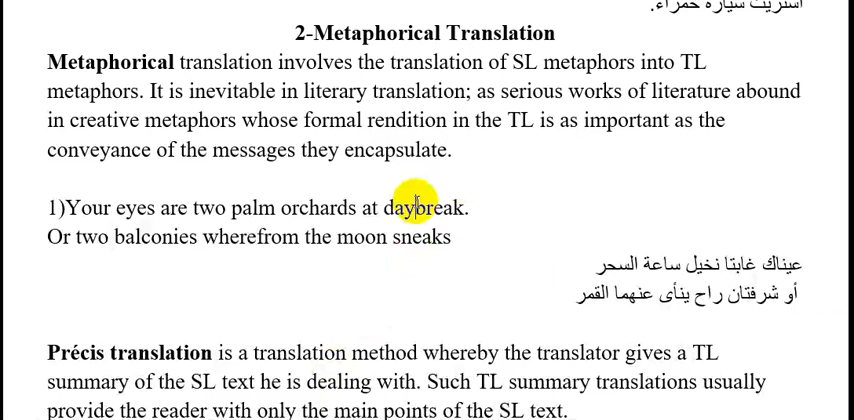 اشتريت سيارة حمراء.
2-Metaphorical Translation
Metaphorical translation involves the translation of SL metaphors into TL
metaphors. It is inevitable in literary translation; as serious works of literature abound
in creative metaphors whose formal rendition in the TL is as important as the
conveyance of the messages they encapsulate.
1)Your eyes are two palm orchards at daybreak.
Or two balconies wherefrom the moon sneaks
عيناك غابتا نخيل ساعة السحر
أو شرفتان راح ينأى عنهما القمر
Précis translation is a translation method whereby the translator gives a TL
summary of the SL text he is dealing with. Such TL summary translations usually
provide the reader with only the main points of the SL text.